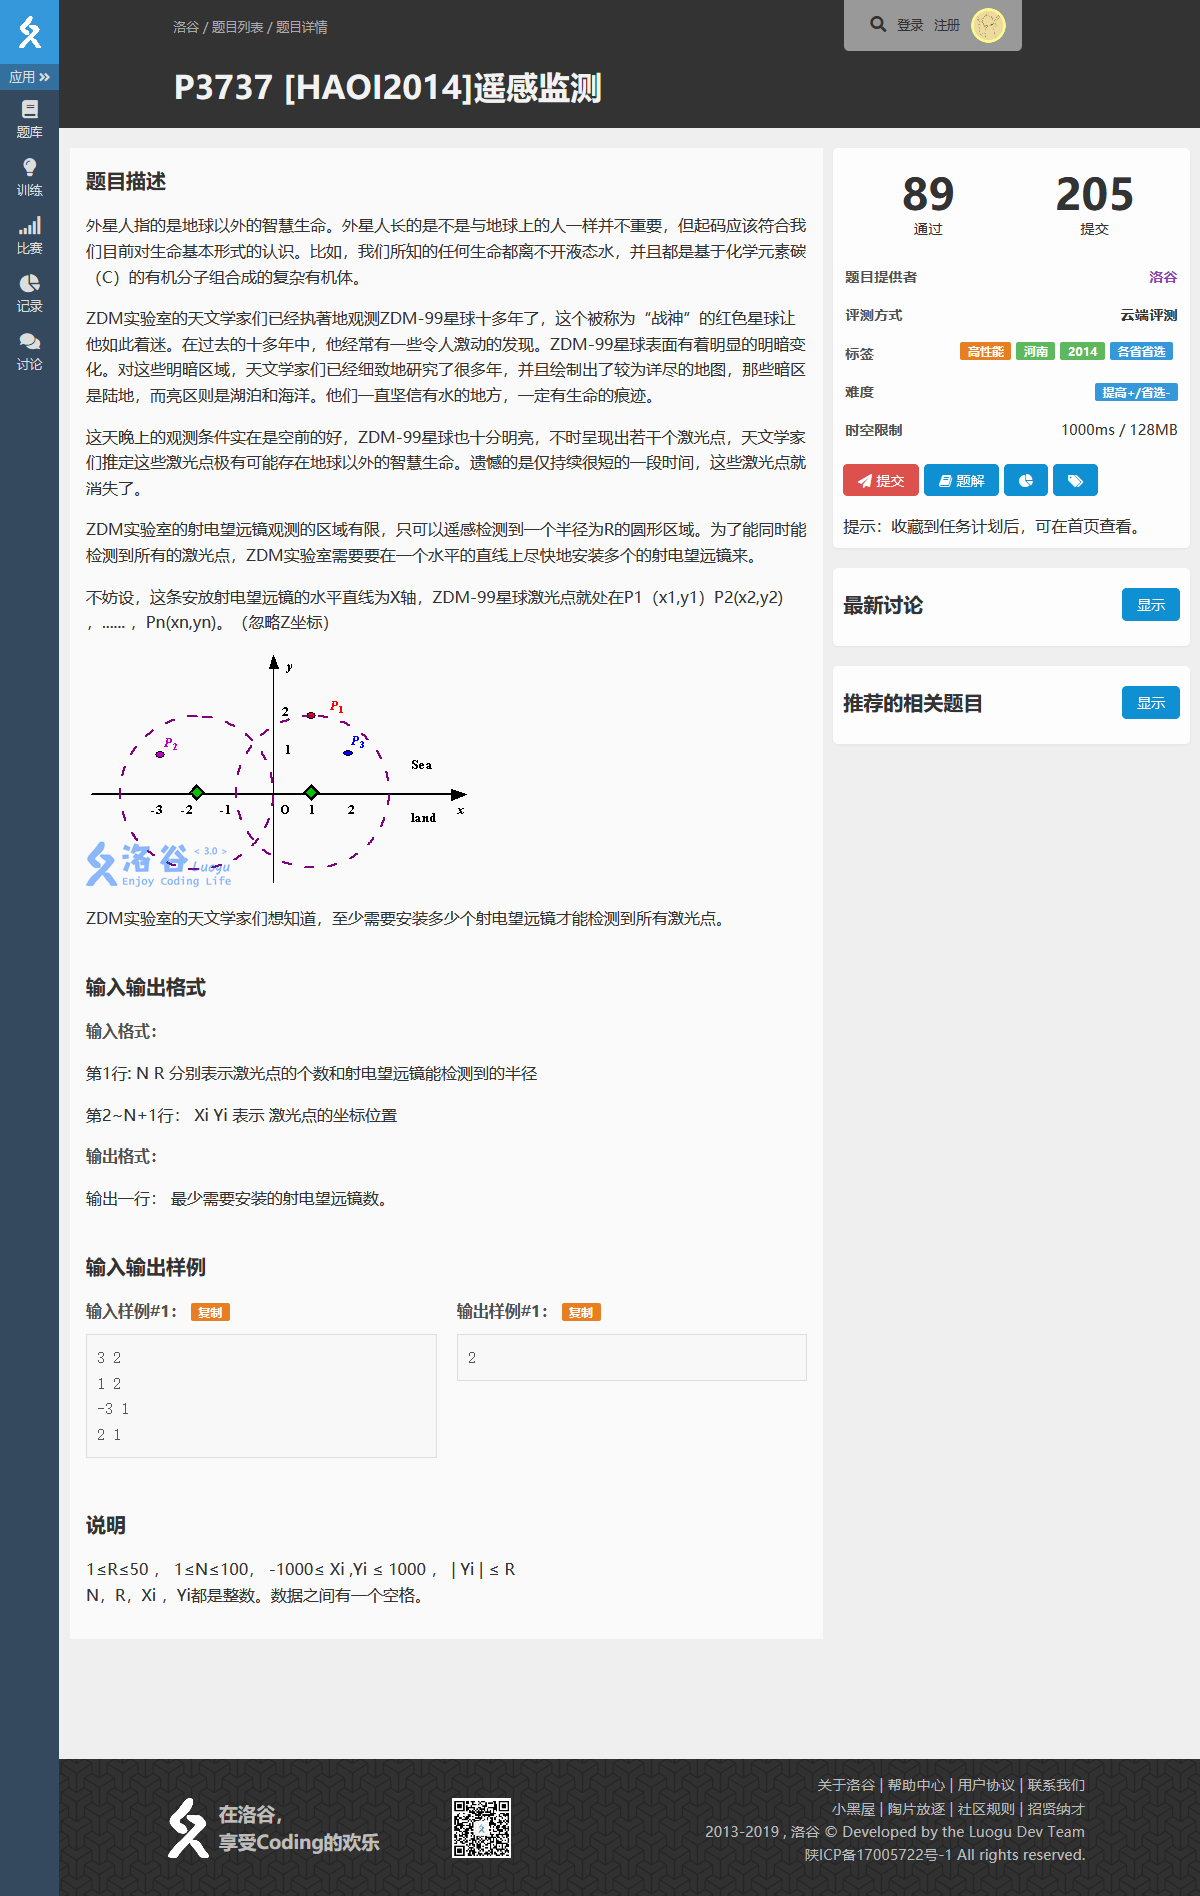 洛谷 / 题目列表 / 题目详情
登录 注册
P3737 [HAOI2014]遥感监测
应用
题库
训练
比赛
记录
讨论
题目描述
外星人指的是地球以外的智慧生命。外星人长的是不是与地球上的人一样并不重要，但起码应该符合我
们目前对生命基本形式的认识。比如，我们所知的任何生命都离不开液态水，并且都是基于化学元素碳
（C）的有机分子组合成的复杂有机体。
ZDM实验室的天文学家们已经执著地观测ZDM-99星球十多年了，这个被称为“战神”的红色星球让
他如此着迷。在过去的十多年中，他经常有一些令人激动的发现。ZDM-99星球表面有着明显的明暗变
化。对这些明暗区域，天文学家们已经细致地研究了很多年，并且绘制出了较为详尽的地图，那些暗区
是陆地，而亮区则是湖泊和海洋。他们一直坚信有水的地方，一定有生命的痕迹。
这天晚上的观测条件实在是空前的好，ZDM-99星球也十分明亮，不时呈现出若干个激光点，天文学家
们推定这些激光点极有可能存在地球以外的智慧生命。遗憾的是仅持续很短的一段时间，这些激光点就
消失了。
ZDM实验室的射电望远镜观测的区域有限，只可以遥感检测到一个半径为R的圆形区域。为了能同时能
检测到所有的激光点，ZDM实验室需要要在一个水平的直线上尽快地安装多个的射电望远镜来。
不妨设，这条安放射电望远镜的水平直线为X轴，ZDM-99星球激光点就处在P1（x1,y1）P2(x2,y2)
，...... ，Pn(xn,yn)。（忽略Z坐标）
y
2
P1
P2
1
P3
Sea
-3 -2 -1 0 1 2 x
land
洛谷 < 3.0 > Luogu
Enjoy Coding Life
ZDM实验室的天文学家们想知道，至少需要安装多少个射电望远镜才能检测到所有激光点。
输入输出格式
输入格式：
第1行: N R 分别表示激光点的个数和射电望远镜能检测到的半径
第2~N+1行： Xi Yi 表示 激光点的坐标位置
输出格式：
输出一行： 最少需要安装的射电望远镜数。
输入输出样例
输入样例#1： 复制
3 2
1 2
-3 1
2 1
输出样例#1： 复制
2
说明
1≤R≤50 ， 1≤N≤100， -1000≤ Xi ,Yi ≤ 1000 ， | Yi | ≤ R
N，R，Xi ，Yi都是整数。数据之间有一个空格。
89
通过
205
提交
题目提供者 洛谷
评测方式 云端评测
标签 高性能 河南 2014 各省省选
难度 提高+/省选-
时空限制 1000ms / 128MB
提交 题解
提示：收藏到任务计划后，可在首页查看。
最新讨论 显示
推荐的相关题目 显示
在洛谷，
享受Coding的欢乐
关于洛谷 | 帮助中心 | 用户协议 | 联系我们
小黑屋 | 陶片放逐 | 社区规则 | 招贤纳才
2013-2019 , 洛谷 © Developed by the Luogu Dev Team
陕ICP备17005722号-1 All rights reserved.